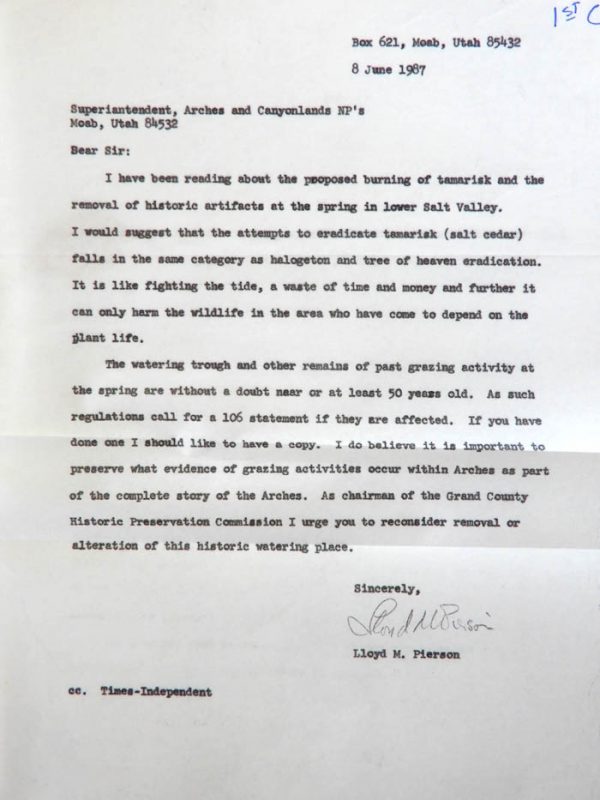 1ST C
Box 621, Moab, Utah 85432
8 June 1987
Superiantendent, Arches and Canyonlands NP's
Moab, Utah 84532
Dear Sir:
I have been reading about the pooposed burning of tamarisk and the
removal of historic artifacts at the spring in lower Salt Valley.
I would suggest that the attempts to eradicate tamarisk (salt cedar)
falls in the same category as halogeton and tree of heaven eradication.
It is like fighting the tide, a waste of time and money and further it
can only harm the wildlife in the area who have come to depend on the
plant life.
The watering trough and other remains of past grazing activity at
the spring are without a doubt naar or at least 50 years old. As such
regulations call for a 106 statement if they are affected. If you have
done one I should like to have a copy. I do believe it is important to
preserve what evidence of grazing activities occur within Arches as part
of the complete story of the Arches. As chairman of the Grand County
Historic Preservation Commission I urge you to reconsider removal or
alteration of this historic watering place.
Sincerely,
Lloyd M Pierson
Lloyd M. Pierson
cc. Times-Independent